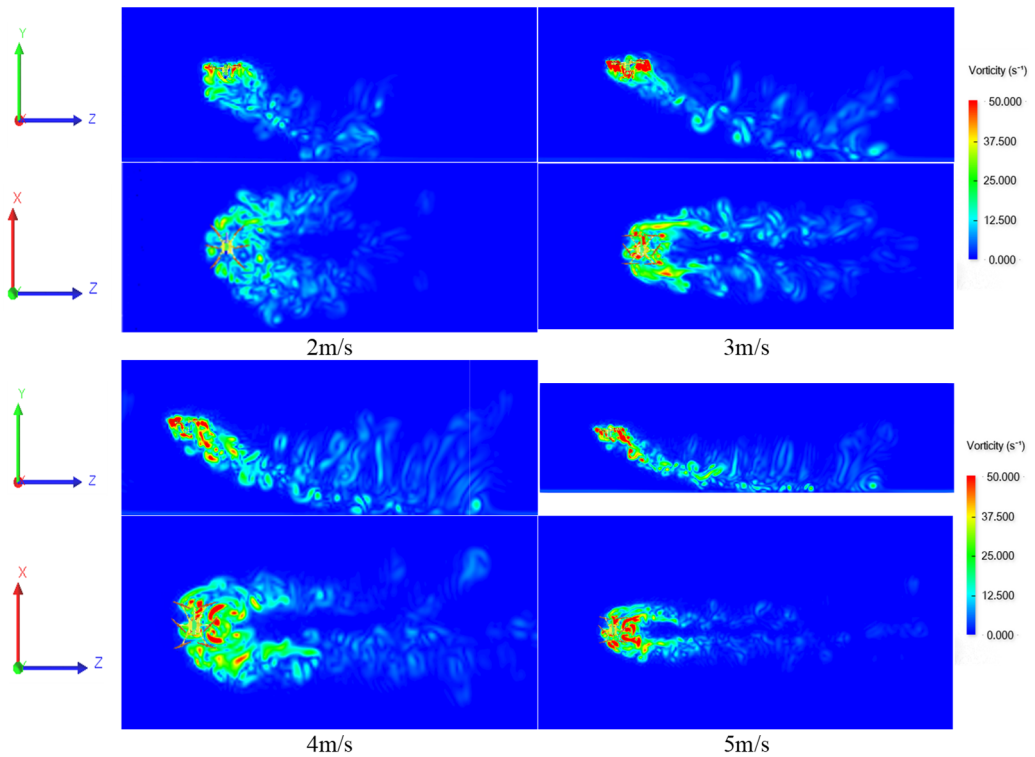 Y
Z
Vorticity (s⁻¹)
50.000
37.500
25.000
12.500
0.000
X
Z
2m/s
3m/s
Y
Z
Vorticity (s⁻¹)
50.000
37.500
25.000
12.500
0.000
X
Z
4m/s
5m/s